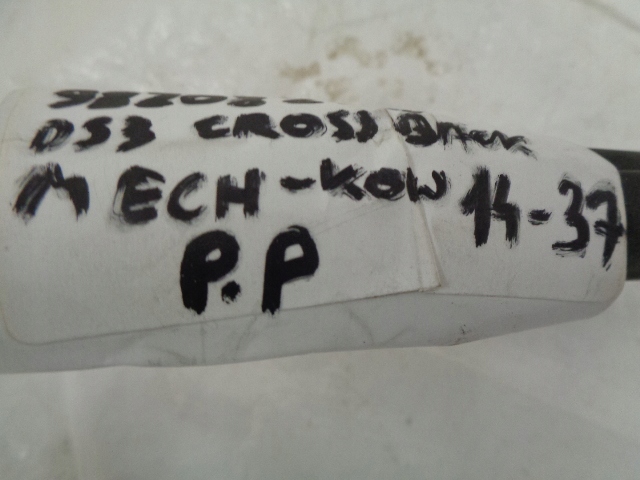 DS3 CROSS
MECH-KOW 14-37
P.P